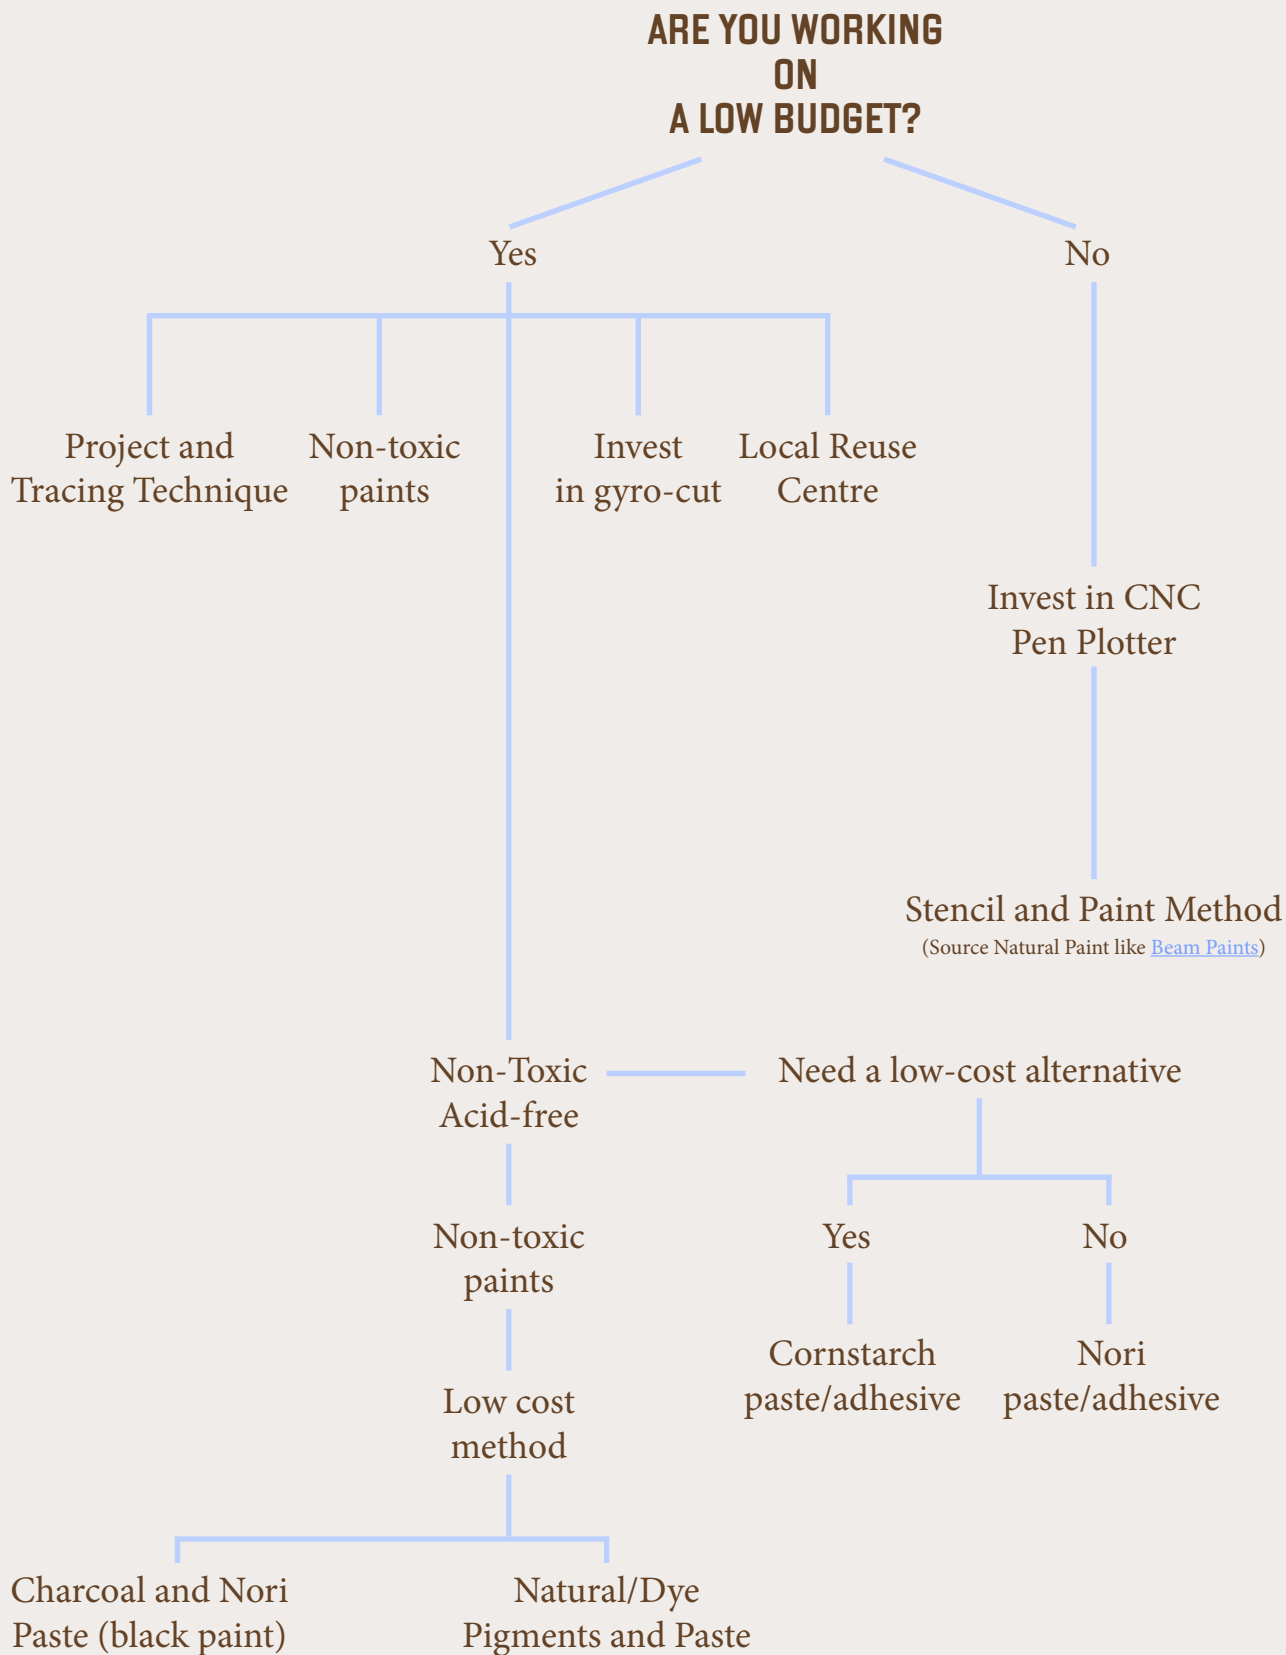 ARE YOU WORKING
ON
A LOW BUDGET?
Yes
No
Project and
Tracing Technique
Non-toxic
paints
Invest
in gyro-cut
Local Reuse
Centre
Invest in CNC
Pen Plotter
Stencil and Paint Method
(Source Natural Paint like Beam Paints)
Non-Toxic
Acid-free
Need a low-cost alternative
Non-toxic
paints
Yes
No
Cornstarch
paste/adhesive
Nori
paste/adhesive
Low cost
method
Charcoal and Nori
Paste (black paint)
Natural/Dye
Pigments and Paste